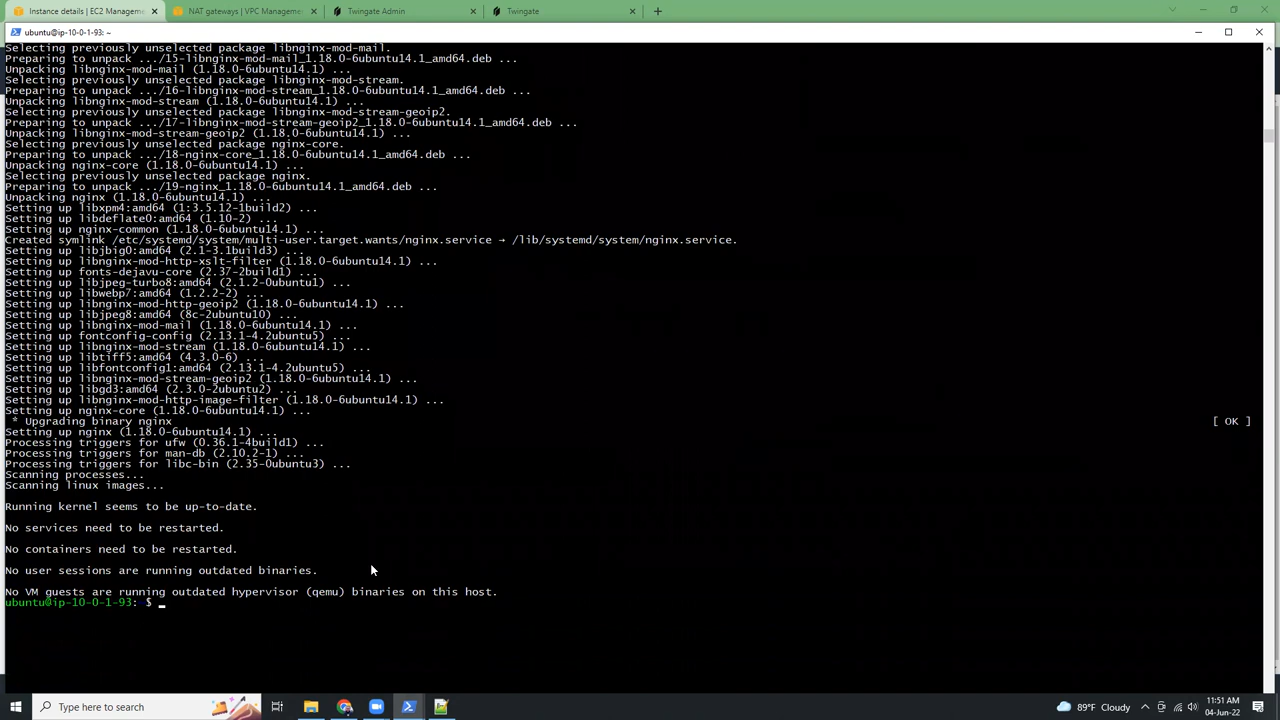 Instance details | EC2 Managem
NAT gateways | VPC Manageme
Twingate Admin
Twingate
ubuntu@ip-10-0-1-93: ~
Selecting previously unselected package libnginx-mod-mail.
Preparing to unpack .../15-libnginx-mod-mail_1.18.0-6ubuntu14.1_amd64.deb ...
Unpacking libnginx-mod-mail (1.18.0-6ubuntu14.1) ...
Selecting previously unselected package libnginx-mod-stream.
Preparing to unpack .../16-libnginx-mod-stream_1.18.0-6ubuntu14.1_amd64.deb ...
Unpacking libnginx-mod-stream (1.18.0-6ubuntu14.1) ...
Selecting previously unselected package libnginx-mod-stream-geoip2.
Preparing to unpack .../17-libnginx-mod-stream-geoip2_1.18.0-6ubuntu14.1_amd64.deb ...
Unpacking libnginx-mod-stream-geoip2 (1.18.0-6ubuntu14.1) ...
Selecting previously unselected package nginx-core.
Preparing to unpack .../18-nginx-core_1.18.0-6ubuntu14.1_amd64.deb ...
Unpacking nginx-core (1.18.0-6ubuntu14.1) ...
Selecting previously unselected package nginx.
Preparing to unpack .../19-nginx_1.18.0-6ubuntu14.1_amd64.deb ...
Unpacking nginx (1.18.0-6ubuntu14.1) ...
Setting up libxpm4:amd64 (1:3.5.12-1build2) ...
Setting up libdeflate0:amd64 (1.10-2) ...
Setting up nginx-common (1.18.0-6ubuntu14.1) ...
Created symlink /etc/systemd/system/multi-user.target.wants/nginx.service → /lib/systemd/system/nginx.service.
Setting up libjbig0:amd64 (2.1-3.1build3) ...
Setting up libnginx-mod-http-xslt-filter (1.18.0-6ubuntu14.1) ...
Setting up fonts-dejavu-core (2.37-2build1) ...
Setting up libjpeg-turbo8:amd64 (2.1.2-0ubuntu1) ...
Setting up libwebp7:amd64 (1.2.2-2) ...
Setting up libnginx-mod-http-geoip2 (1.18.0-6ubuntu14.1) ...
Setting up libjpeg8:amd64 (8c-2ubuntu10) ...
Setting up libnginx-mod-mail (1.18.0-6ubuntu14.1) ...
Setting up fontconfig-config (2.13.1-4.2ubuntu5) ...
Setting up libnginx-mod-stream (1.18.0-6ubuntu14.1) ...
Setting up libtiff5:amd64 (4.3.0-6) ...
Setting up libfontconfig1:amd64 (2.13.1-4.2ubuntu5) ...
Setting up libnginx-mod-stream-geoip2 (1.18.0-6ubuntu14.1) ...
Setting up libgd3:amd64 (2.3.0-2ubuntu2) ...
Setting up libnginx-mod-http-image-filter (1.18.0-6ubuntu14.1) ...
Setting up nginx-core (1.18.0-6ubuntu14.1) ...
* Upgrading binary nginx [ OK ]
Setting up nginx (1.18.0-6ubuntu14.1) ...
Processing triggers for ufw (0.36.1-4build1) ...
Processing triggers for man-db (2.10.2-1) ...
Processing triggers for libc-bin (2.35-0ubuntu3) ...
Scanning processes...
Scanning linux images...
Running kernel seems to be up-to-date.
No services need to be restarted.
No containers need to be restarted.
No user sessions are running outdated binaries.
No VM guests are running outdated hypervisor (qemu) binaries on this host.
ubuntu@ip-10-0-1-93: $ _
Type here to search
89°F Cloudy
11:51 AM
04-Jun-22